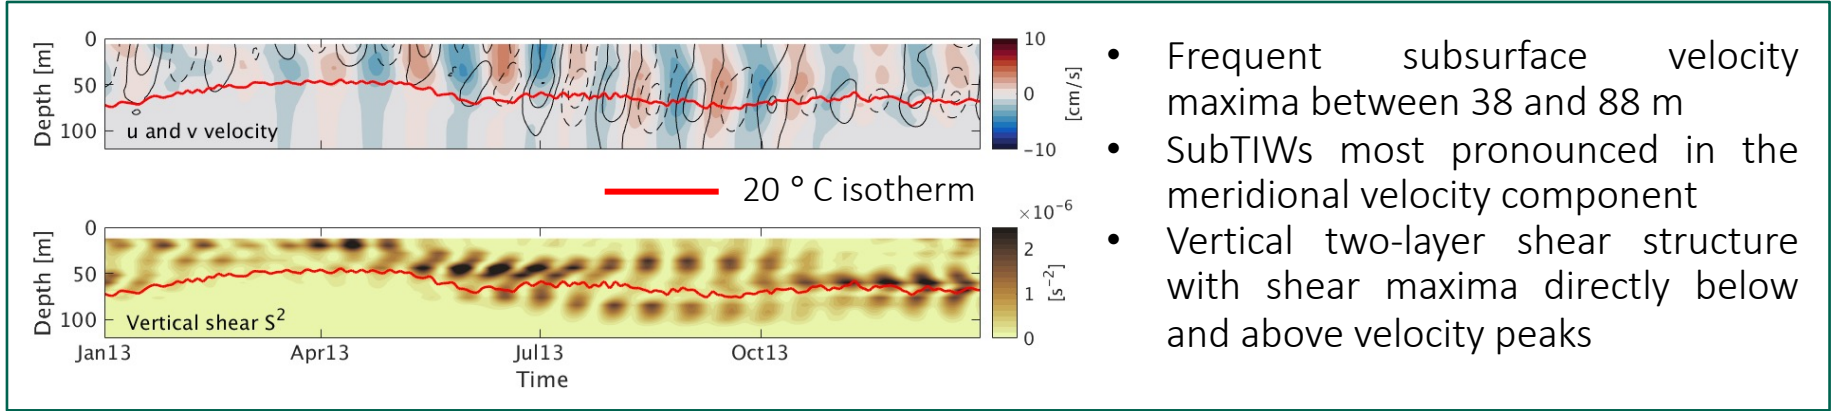 0
50
100
Depth [m]
u and v velocity
10
0
−10
[cm/s]
20 ° C isotherm
×10⁻⁶
0
50
100
Depth [m]
Vertical shear S²
2
1
0
[s⁻²]
Jan13 Apr13 Jul13 Oct13
Time
• Frequent subsurface velocity
maxima between 38 and 88 m
• SubTIWs most pronounced in the
meridional velocity component
• Vertical two-layer shear structure
with shear maxima directly below
and above velocity peaks